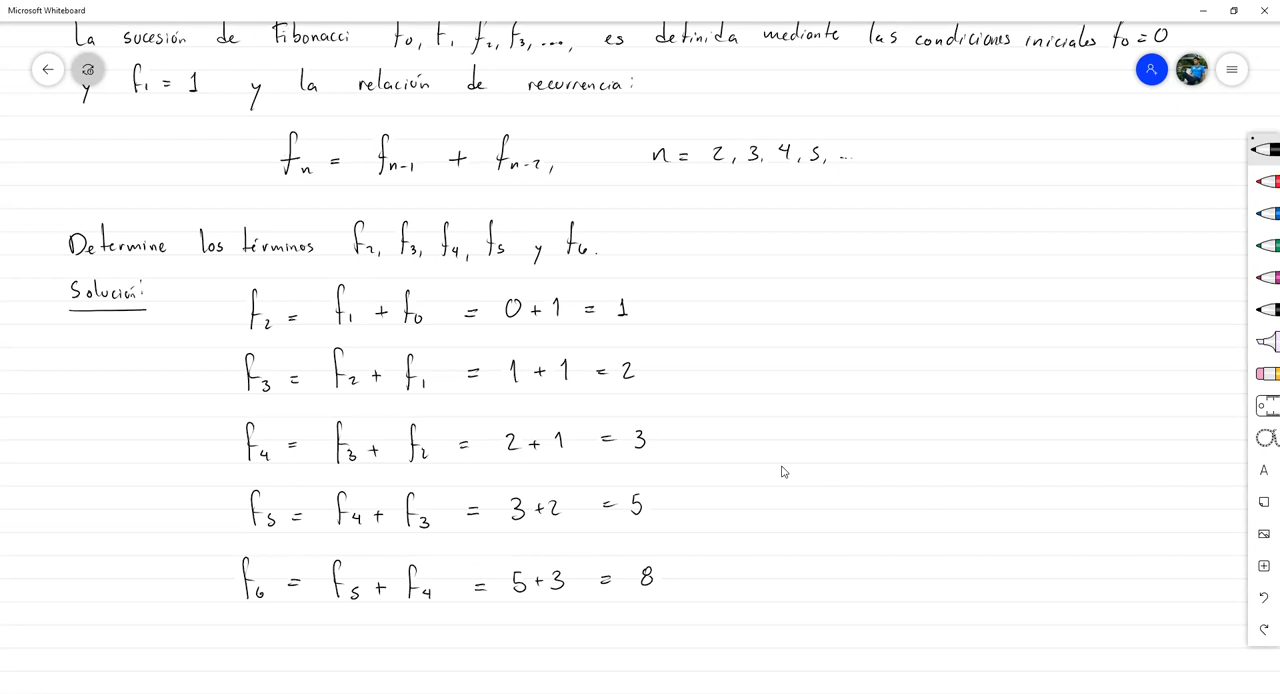 Microsoft Whiteboard
La sucesión de Fibonacci f₀, f₁, f₂, f₃, ..., es definida mediante las condiciones iniciales f₀ = 0
y f₁ = 1 y la relación de recurrencia:
fₙ = fₙ₋₁ + fₙ₋₂, n = 2, 3, 4, 5, ...
Determine los términos f₂, f₃, f₄, f₅ y f₆.
Solución:
f₂ = f₁ + f₀ = 0 + 1 = 1
f₃ = f₂ + f₁ = 1 + 1 = 2
f₄ = f₃ + f₂ = 2 + 1 = 3
f₅ = f₄ + f₃ = 3 + 2 = 5
f₆ = f₅ + f₄ = 5 + 3 = 8
A